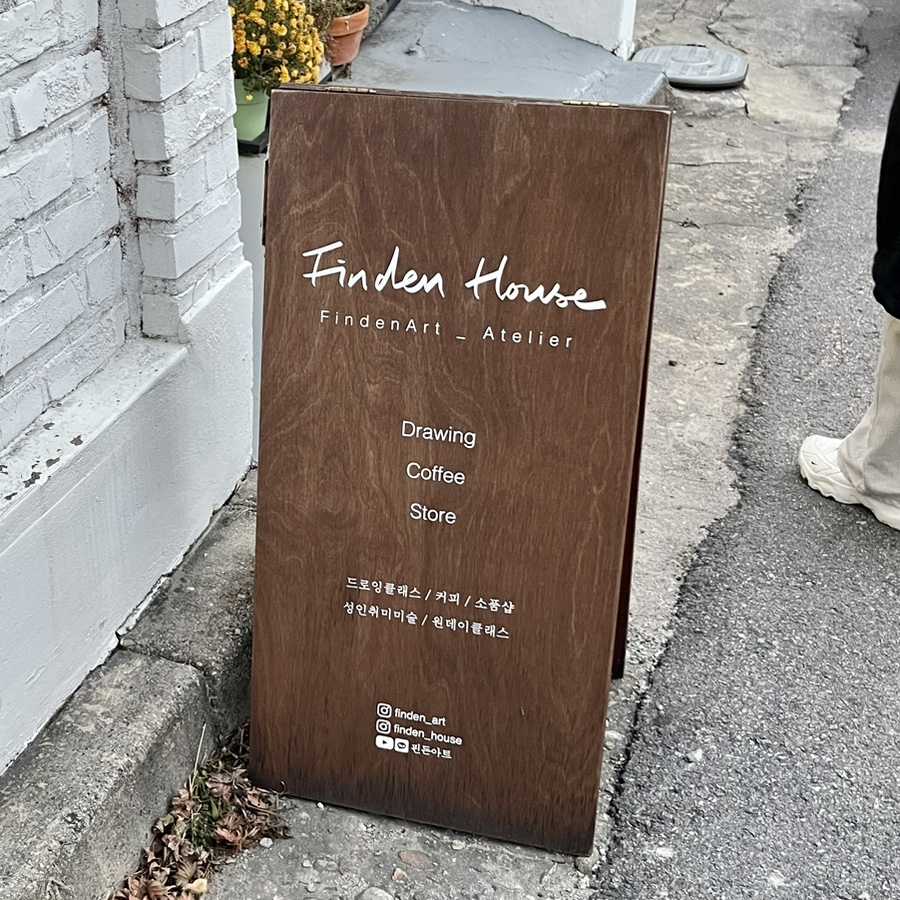 Finden House
FindenArt _ Atelier
Drawing
Coffee
Store
드로잉클래스 / 커피 / 소품샵
성인취미미술 / 원데이클래스
finden_art
finden_house
핀든아트